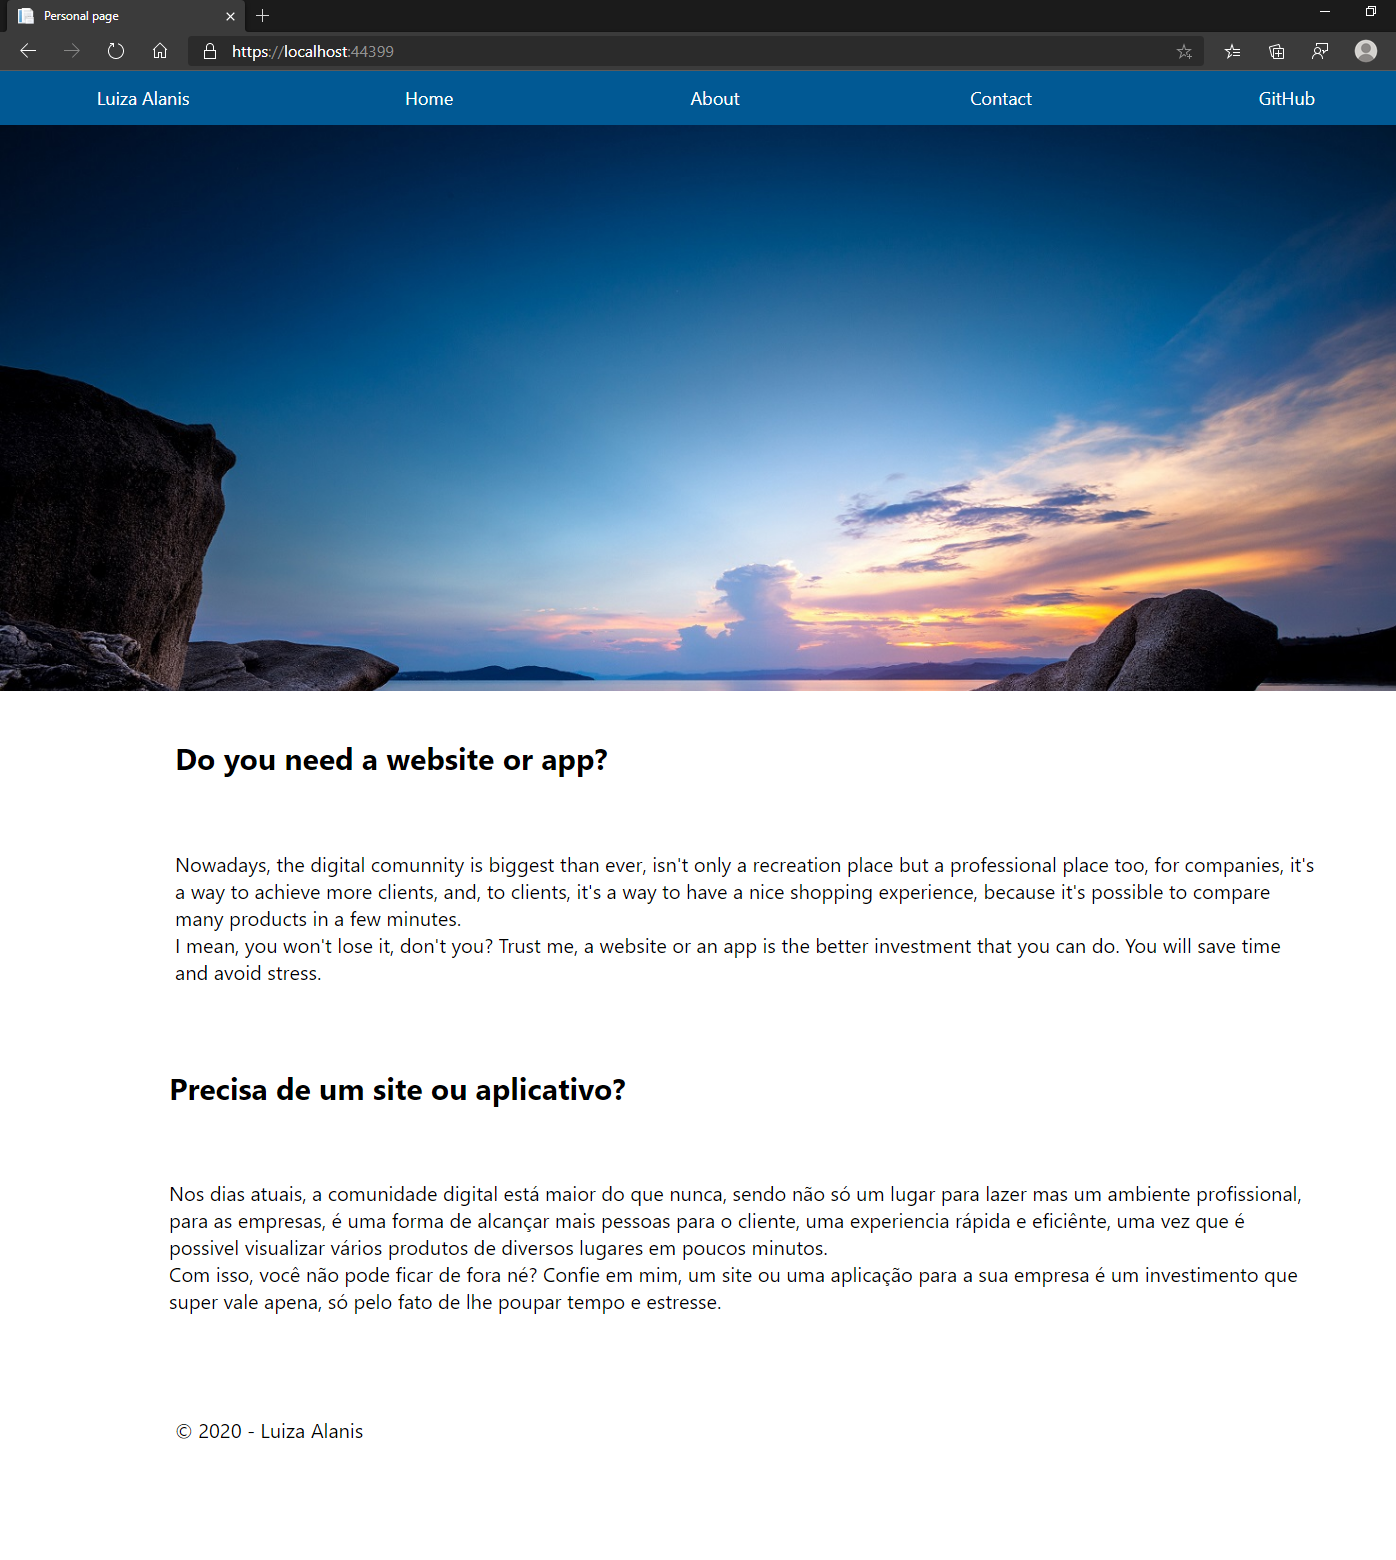 Personal page
https://localhost:44399
Luiza Alanis Home About Contact GitHub
Do you need a website or app?
Nowadays, the digital comunnity is biggest than ever, isn't only a recreation place but a professional place too, for companies, it's
a way to achieve more clients, and, to clients, it's a way to have a nice shopping experience, because it's possible to compare
many products in a few minutes.
I mean, you won't lose it, don't you? Trust me, a website or an app is the better investment that you can do. You will save time
and avoid stress.
Precisa de um site ou aplicativo?
Nos dias atuais, a comunidade digital está maior do que nunca, sendo não só um lugar para lazer mas um ambiente profissional,
para as empresas, é uma forma de alcançar mais pessoas para o cliente, uma experiencia rápida e eficiênte, uma vez que é
possivel visualizar vários produtos de diversos lugares em poucos minutos.
Com isso, você não pode ficar de fora né? Confie em mim, um site ou uma aplicação para a sua empresa é um investimento que
super vale apena, só pelo fato de lhe poupar tempo e estresse.
© 2020 - Luiza Alanis